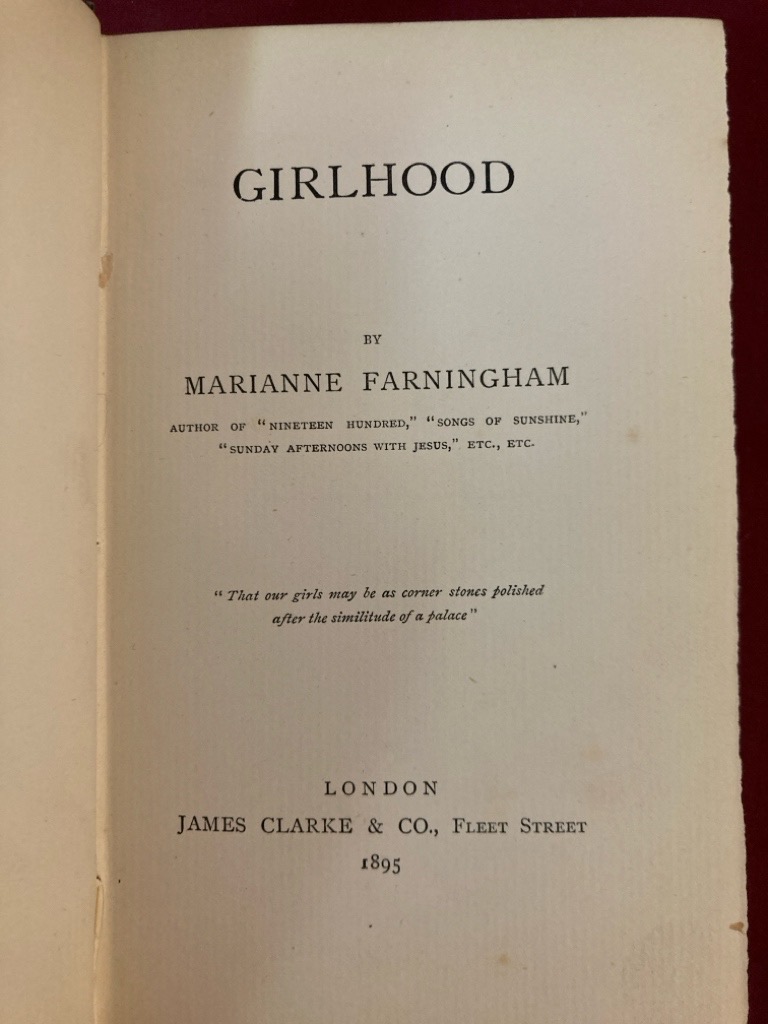 GIRLHOOD
BY
MARIANNE FARNINGHAM
AUTHOR OF "NINETEEN HUNDRED," "SONGS OF SUNSHINE,"
"SUNDAY AFTERNOONS WITH JESUS," ETC., ETC.
"That our girls may be as corner stones polished
after the similitude of a palace"
LONDON
JAMES CLARKE & CO., FLEET STREET
1895